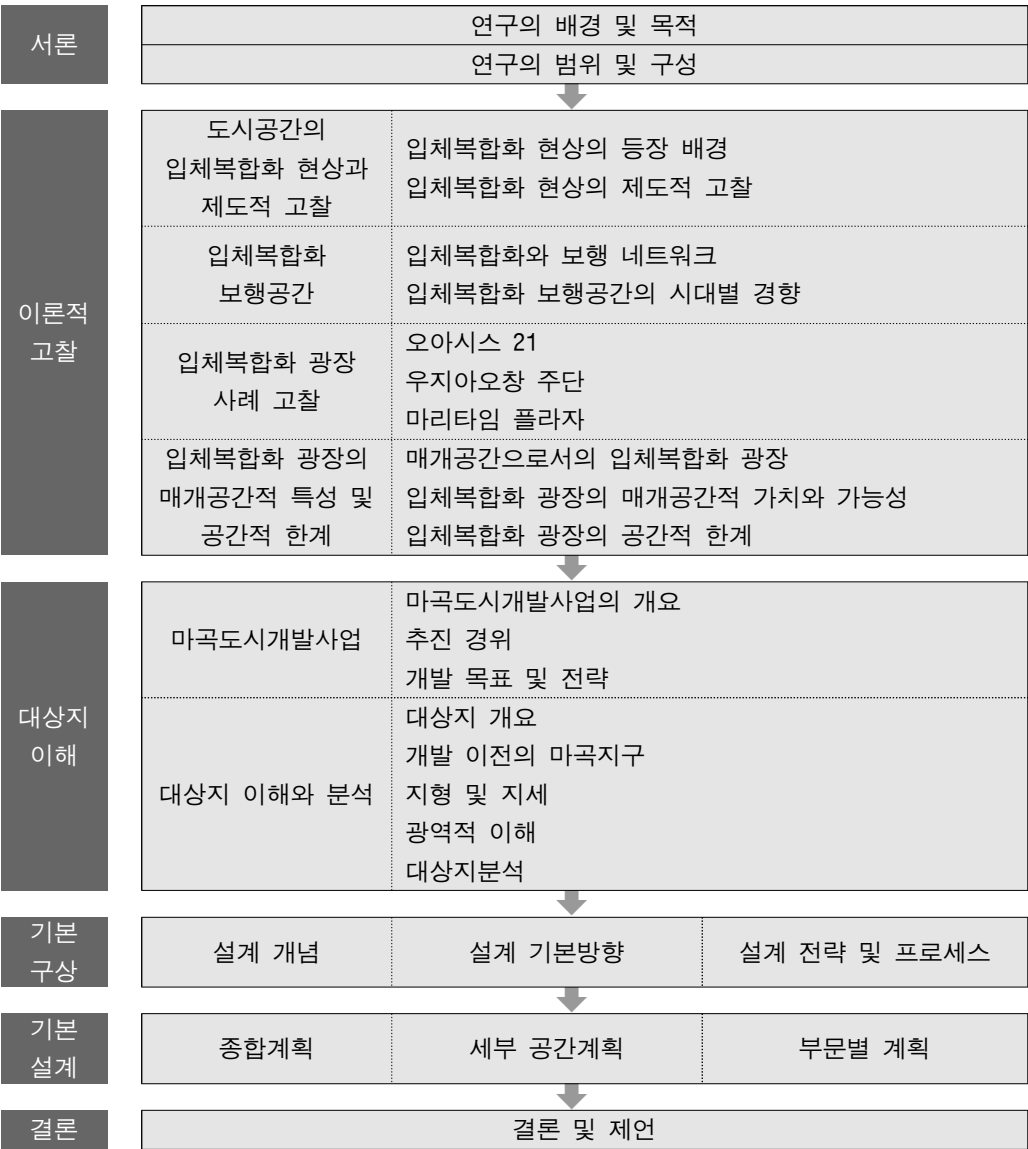 서론
연구의 배경 및 목적
연구의 범위 및 구성
이론적
고찰
도시공간의
입체복합화 현상과
제도적 고찰
입체복합화 현상의 등장 배경
입체복합화 현상의 제도적 고찰
입체복합화
보행공간
입체복합화와 보행 네트워크
입체복합화 보행공간의 시대별 경향
입체복합화 광장
사례 고찰
오아시스 21
우지아오창 주단
마리타임 플라자
입체복합화 광장의
매개공간적 특성 및
공간적 한계
매개공간으로서의 입체복합화 광장
입체복합화 광장의 매개공간적 가치와 가능성
입체복합화 광장의 공간적 한계
대상지
이해
마곡도시개발사업
마곡도시개발사업의 개요
추진 경위
개발 목표 및 전략
대상지 이해와 분석
대상지 개요
개발 이전의 마곡지구
지형 및 지세
광역적 이해
대상지분석
기본
구상
설계 개념
설계 기본방향
설계 전략 및 프로세스
기본
설계
종합계획
세부 공간계획
부문별 계획
결론
결론 및 제언